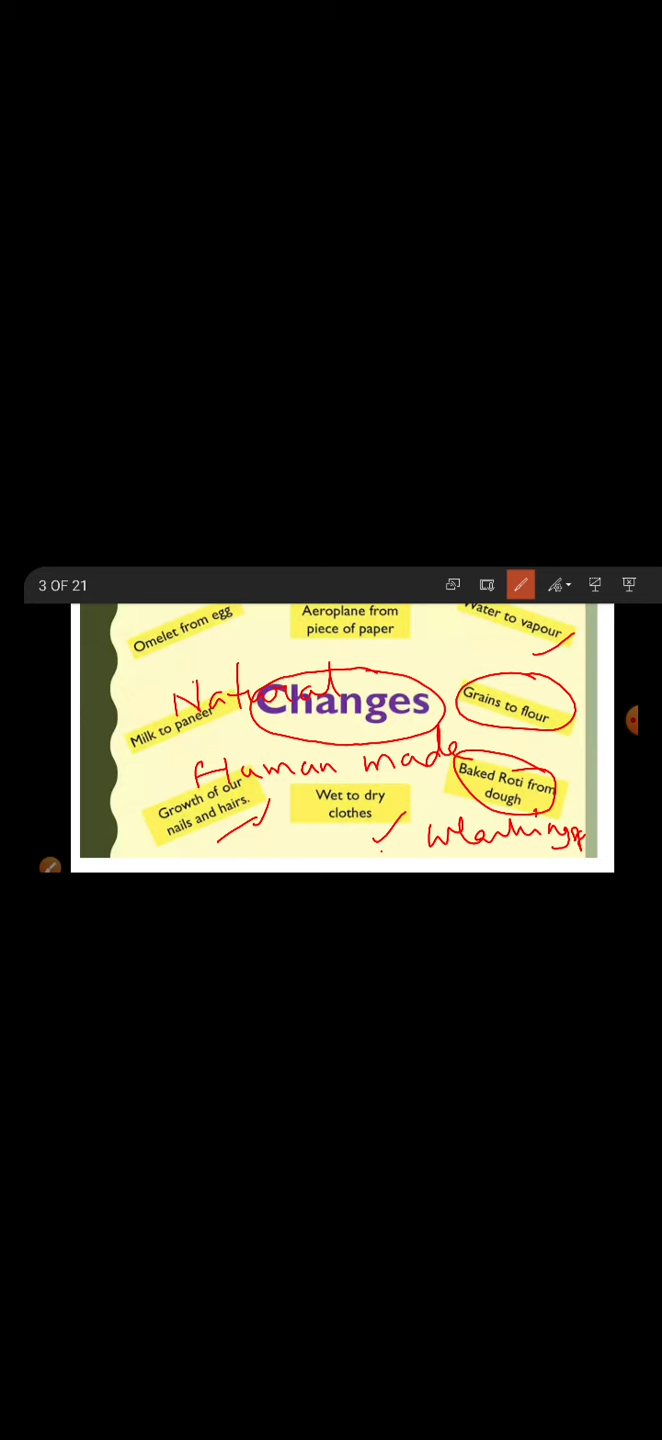 3 OF 21
Omelet from egg
Aeroplane from
piece of paper
Water to vapour
Natural
Changes
Grains to flour
Milk to paneer
Human made
Baked Roti from
dough
Growth of our
nails and hairs.
Wet to dry
clothes